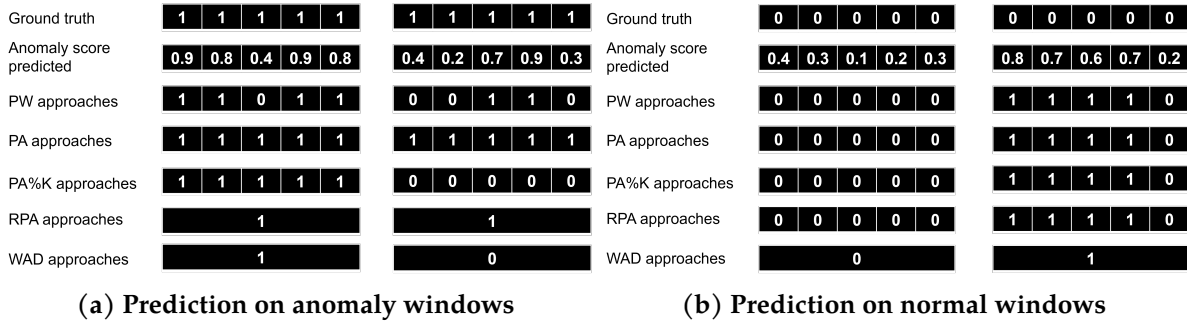 Ground truth 1 1 1 1 1 1 1 1 1 1
Anomaly score predicted 0.9 0.8 0.4 0.9 0.8 0.4 0.2 0.7 0.9 0.3
PW approaches 1 1 0 1 1 0 0 1 1 0
PA approaches 1 1 1 1 1 1 1 1 1 1
PA%K approaches 1 1 1 1 1 0 0 0 0 0
RPA approaches 1 1
WAD approaches 1 0
(a) Prediction on anomaly windows
Ground truth 0 0 0 0 0 0 0 0 0 0
Anomaly score predicted 0.4 0.3 0.1 0.2 0.3 0.8 0.7 0.6 0.7 0.2
PW approaches 0 0 0 0 0 1 1 1 1 0
PA approaches 0 0 0 0 0 1 1 1 1 0
PA%K approaches 0 0 0 0 0 1 1 1 1 0
RPA approaches 0 0 0 0 0 1 1 1 1 0
WAD approaches 0 1
(b) Prediction on normal windows